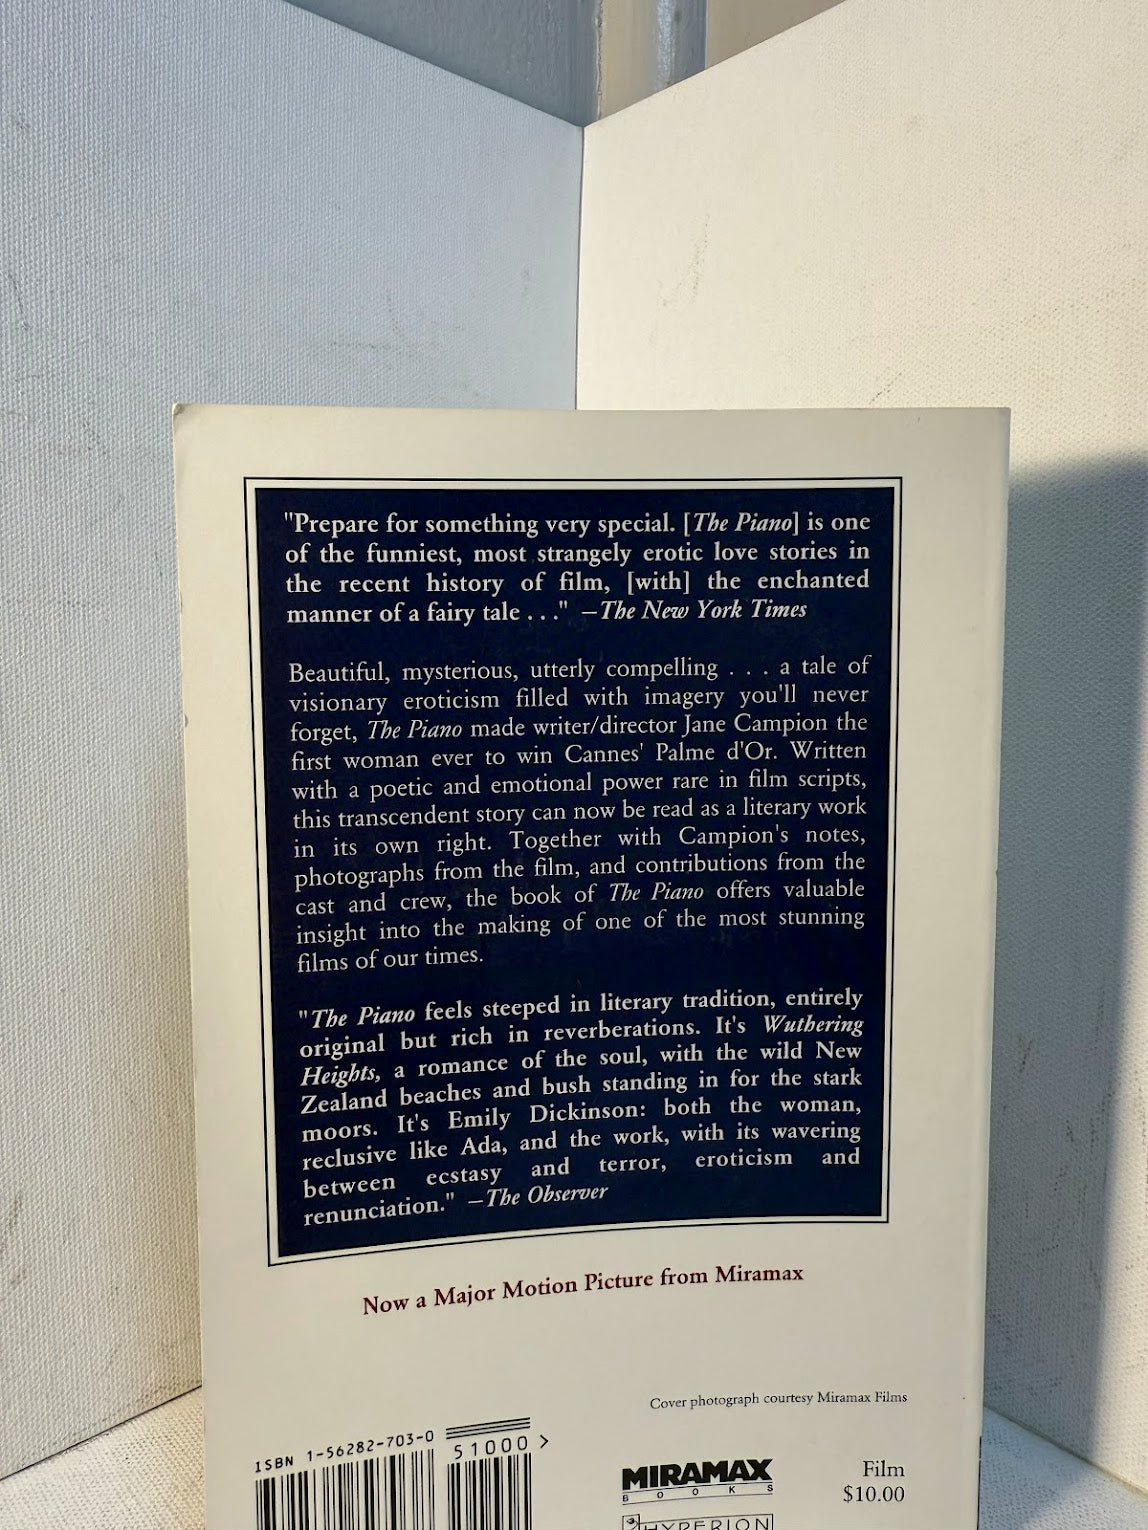 "Prepare for something very special. [The Piano] is one
of the funniest, most strangely erotic love stories in
the recent history of film, [with] the enchanted
manner of a fairy tale . . ." –The New York Times
Beautiful, mysterious, utterly compelling . . . a tale of
visionary eroticism filled with imagery you'll never
forget, The Piano made writer/director Jane Campion the
first woman ever to win Cannes' Palme d'Or. Written
with a poetic and emotional power rare in film scripts,
this transcendent story can now be read as a literary work
in its own right. Together with Campion's notes,
photographs from the film, and contributions from the
cast and crew, the book of The Piano offers valuable
insight into the making of one of the most stunning
films of our times.
"The Piano feels steeped in literary tradition, entirely
original but rich in reverberations. It's Wuthering
Heights, a romance of the soul, with the wild New
Zealand beaches and bush standing in for the stark
moors. It's Emily Dickinson: both the woman,
reclusive like Ada, and the work, with its wavering
between ecstasy and terror, eroticism and
renunciation." –The Observer
Now a Major Motion Picture from Miramax
Cover photograph courtesy Miramax Films
ISBN 1-56282-703-0
51000 >
MIRAMAX
BOOKS
HYPERION
Film
$10.00